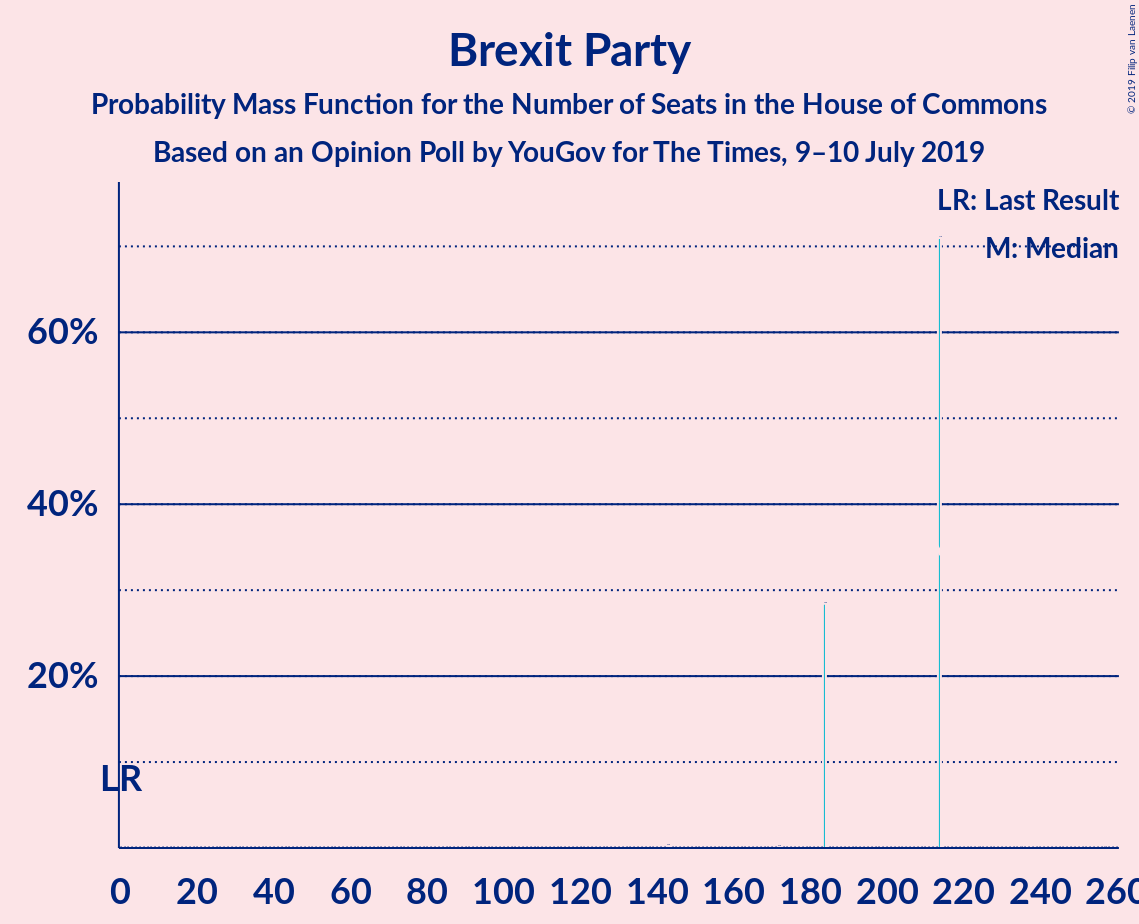 Brexit Party
Probability Mass Function for the Number of Seats in the House of Commons
Based on an Opinion Poll by YouGov for The Times, 9–10 July 2019
© 2019 Filip van Laenen
LR: Last Result
M: Median
60%
40%
20%
LR
0 20 40 60 80 100 120 140 160 180 200 220 240 260